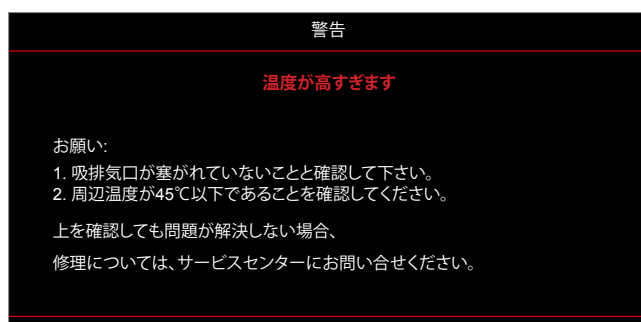 警告
温度が高すぎます
お願い:
1. 吸排気口が塞がれていないことと確認して下さい。
2. 周辺温度が45℃以下であることを確認してください。
上を確認しても問題が解決しない場合、
修理については、サービスセンターにお問い合せください。